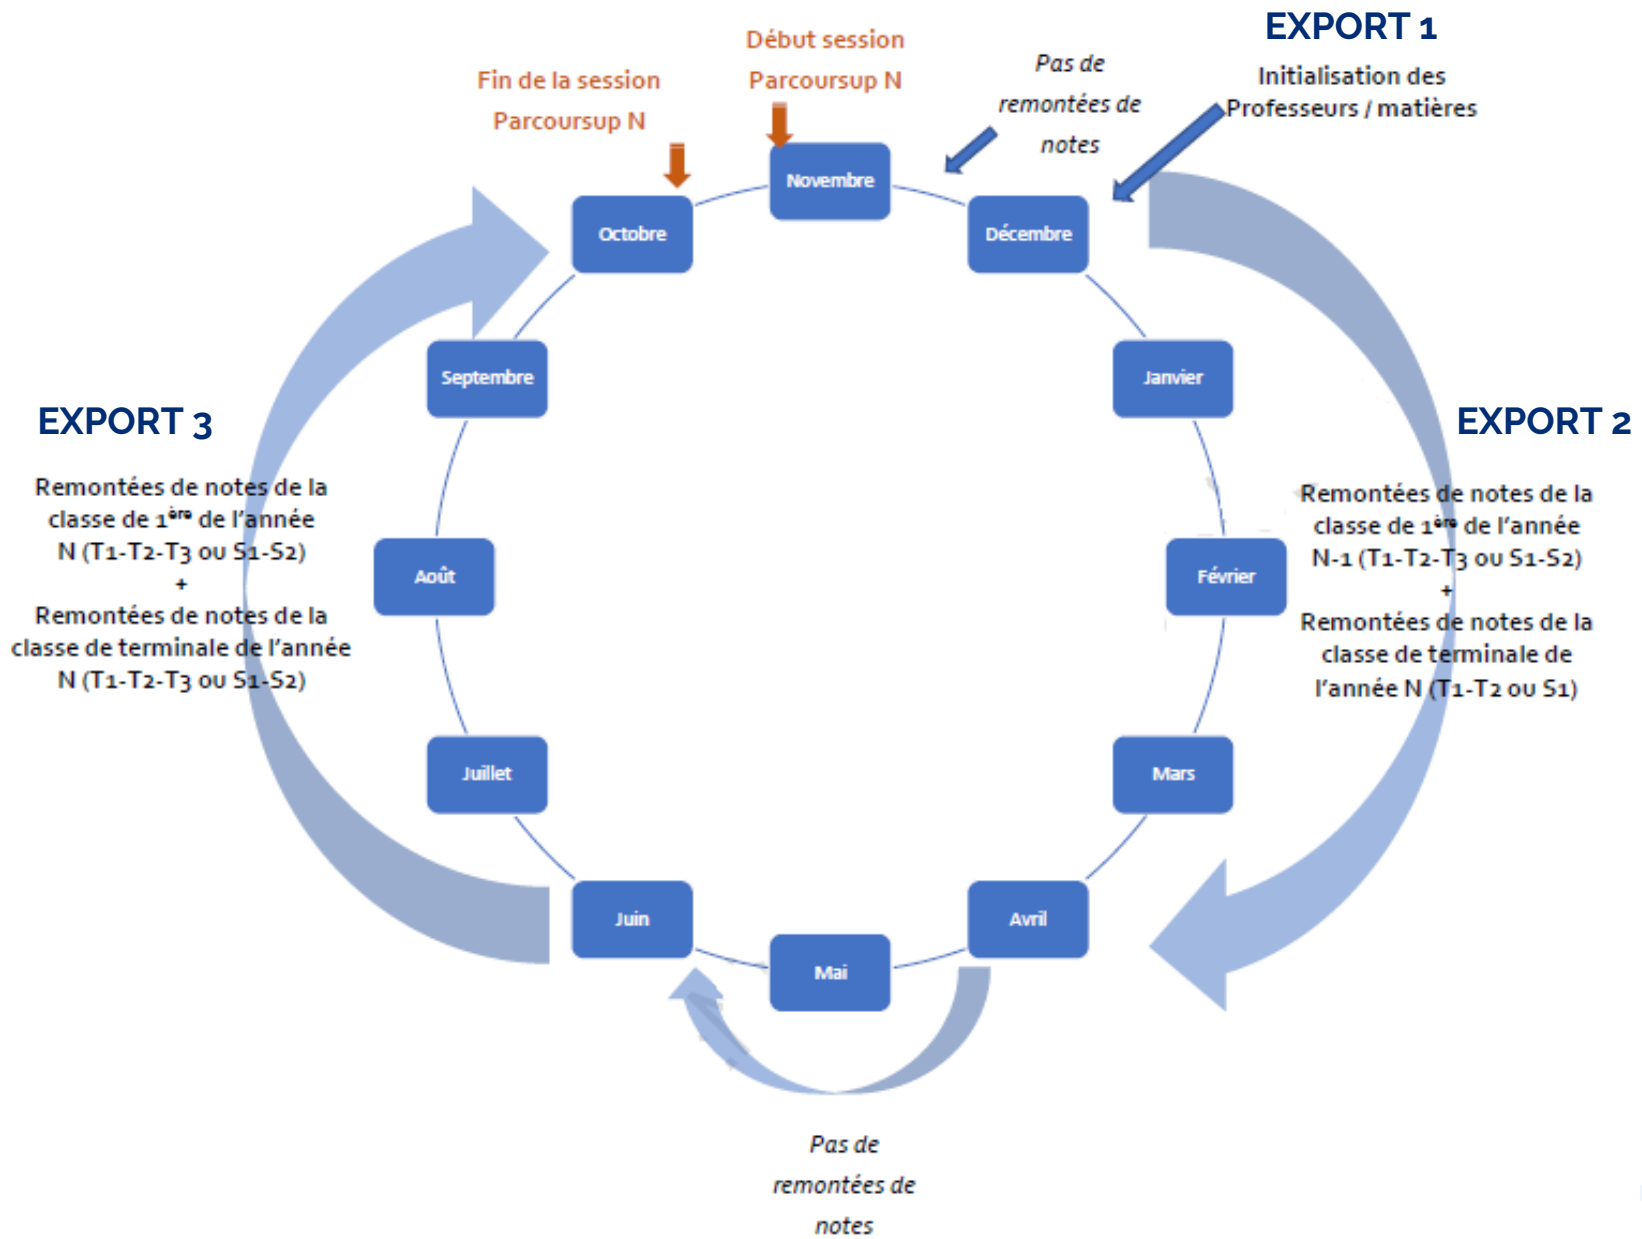 EXPORT 1
Initialisation des
Professeurs / matières
Début session
Parcoursup N
Fin de la session
Parcoursup N
Pas de
remontées de
notes
Novembre
Octobre
Décembre
Septembre
Janvier
EXPORT 3
EXPORT 2
Remontées de notes de la
classe de 1ère de l'année
N (T1-T2-T3 ou S1-S2)
+
Remontées de notes de la
classe de terminale de l'année
N (T1-T2-T3 ou S1-S2)
Août
Février
Remontées de notes de la
classe de 1ère de l'année
N-1 (T1-T2-T3 ou S1-S2)
+
Remontées de notes de la
classe de terminale de
l'année N (T1-T2 ou S1)
Juillet
Mars
Juin
Avril
Mai
Pas de
remontées de
notes